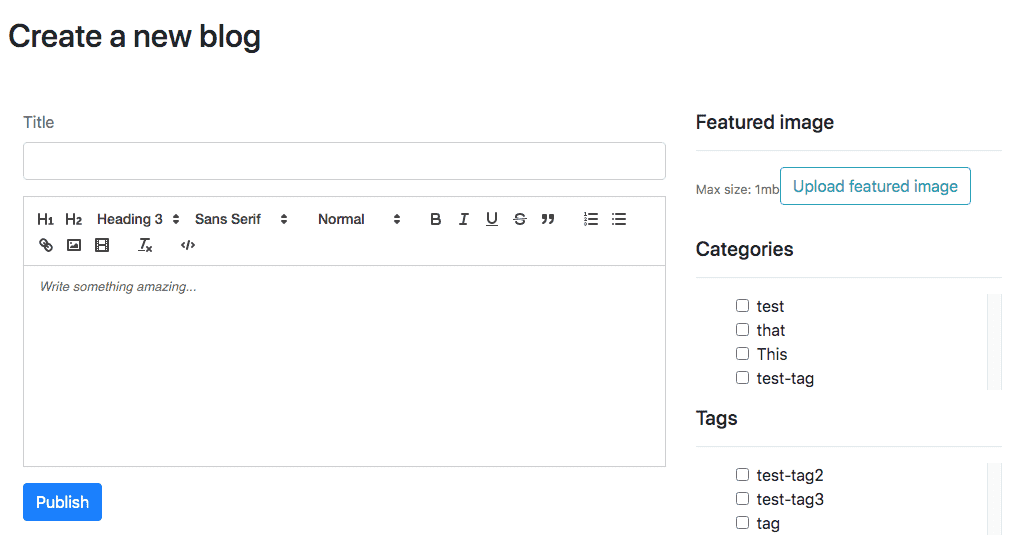 Create a new blog
Title
H1 H2 Heading 3 Sans Serif Normal B I U S
Write something amazing...
Publish
Featured image
Max size: 1mb Upload featured image
Categories
test
that
This
test-tag
Tags
test-tag2
test-tag3
tag